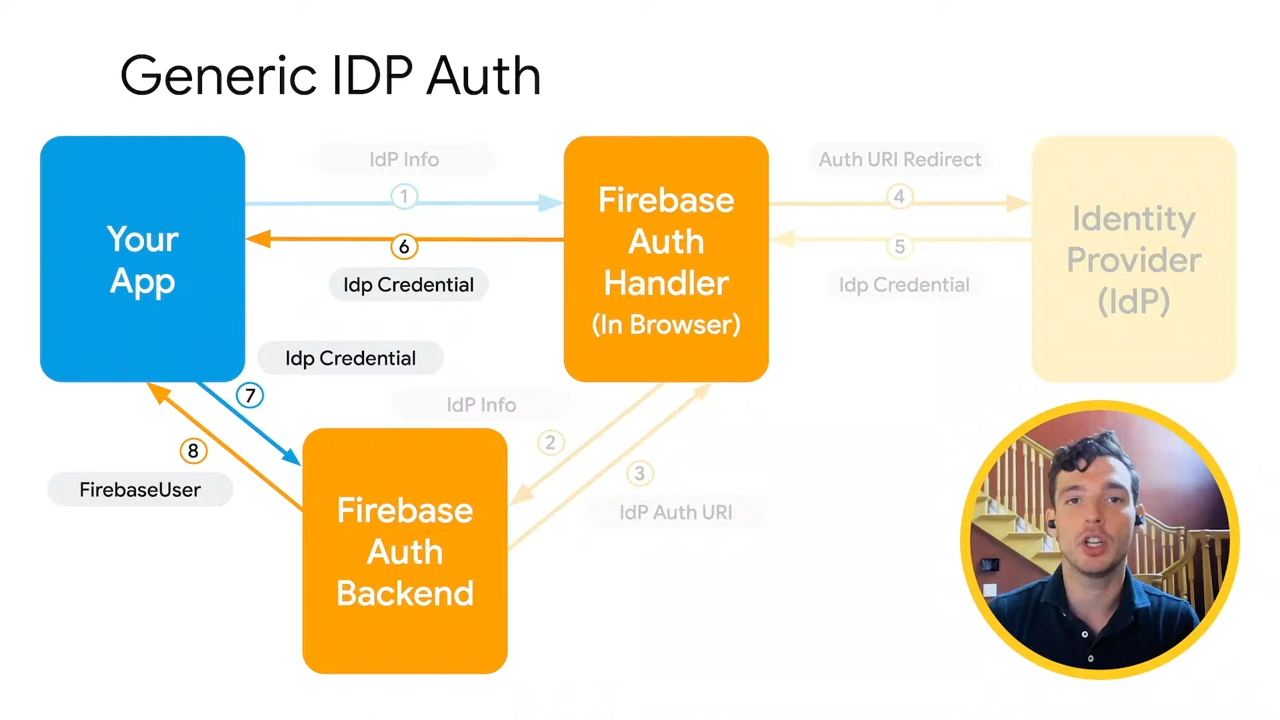 Generic IDP Auth
IdP Info
Auth URI Redirect
1
4
Your
App
Firebase
Auth
Handler
(In Browser)
Identity
Provider
(IdP)
6
5
Idp Credential
Idp Credential
Idp Credential
7
IdP Info
2
8
3
FirebaseUser
IdP Auth URI
Firebase
Auth
Backend